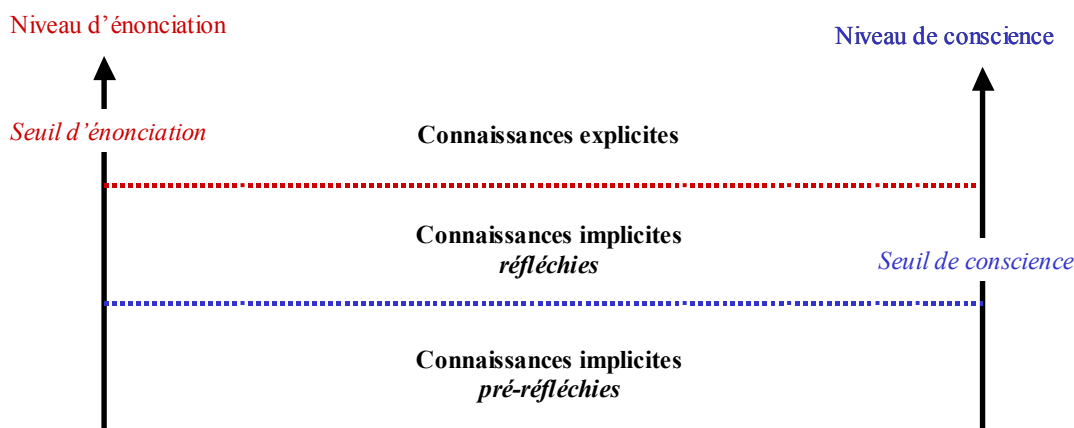 Niveau d'énonciation
Niveau de conscience
Seuil d'énonciation
Connaissances explicites
Connaissances implicites
réfléchies
Seuil de conscience
Connaissances implicites
pré-réfléchies